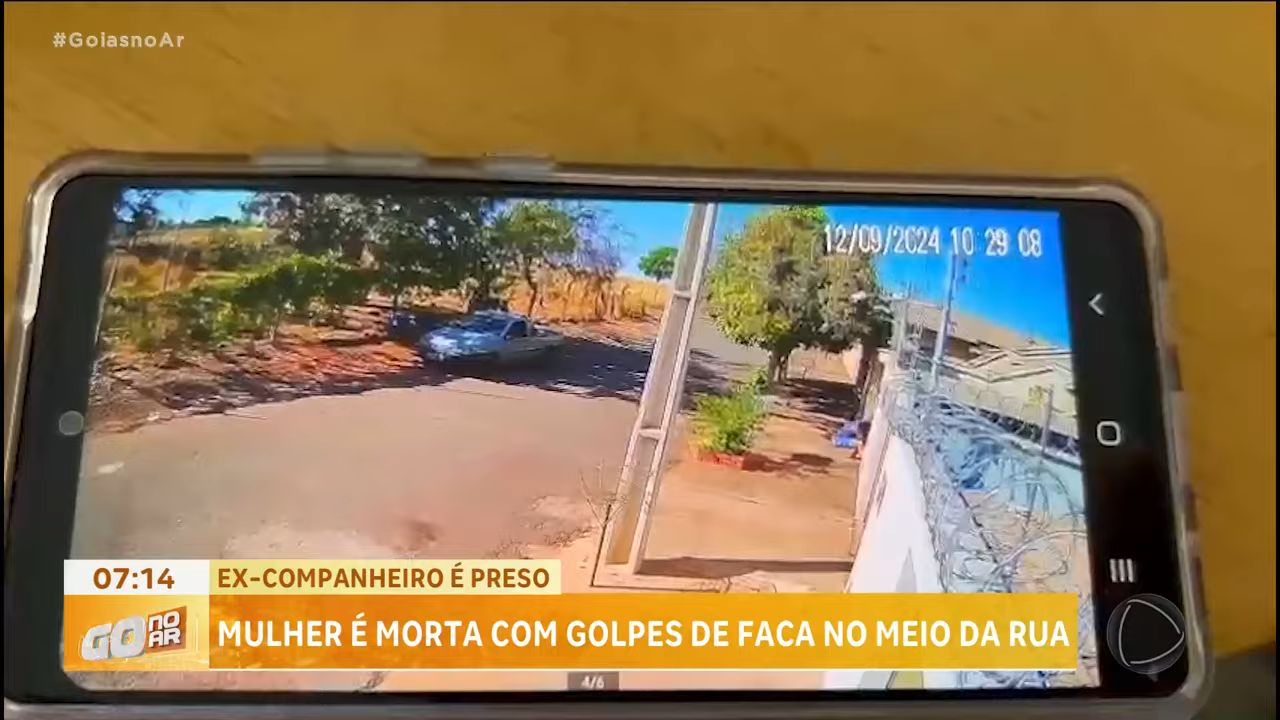 #GoiasnoAr
12/09/2024 10 29 08
07:14
EX-COMPANHEIRO É PRESO
GO NO AR
MULHER É MORTA COM GOLPES DE FACA NO MEIO DA RUA
4/6